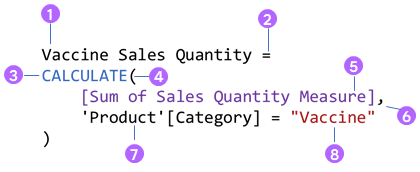 1 2
Vaccine Sales Quantity =
3 CALCULATE( 4 5
[Sum of Sales Quantity Measure],
'Product'[Category] = "Vaccine" 6
)
7 8